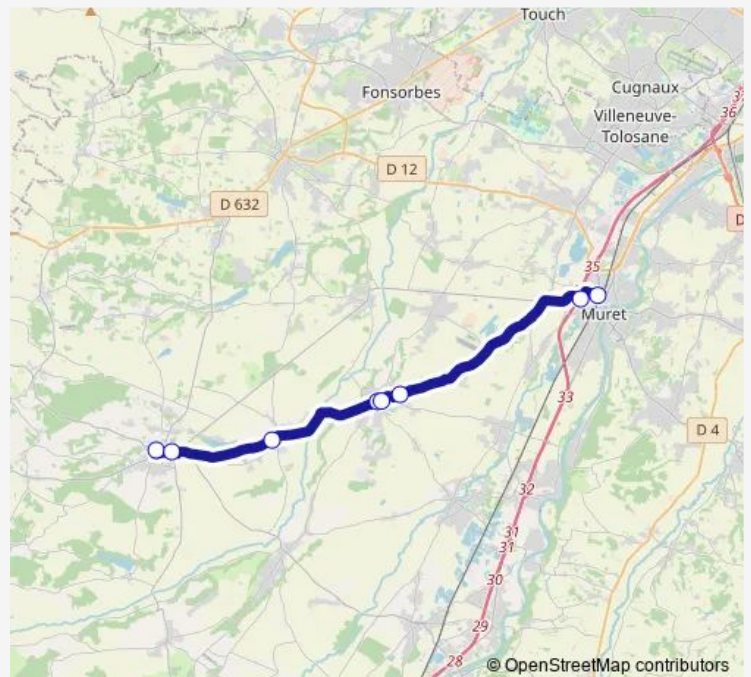 Touch
Fonsorbes
Cugnaux
Villeneuve-
Tolosane
36
D 12
D 632
35
Muret
33
D 4
32
31
31
30
29
28
© OpenStreetMap contributors